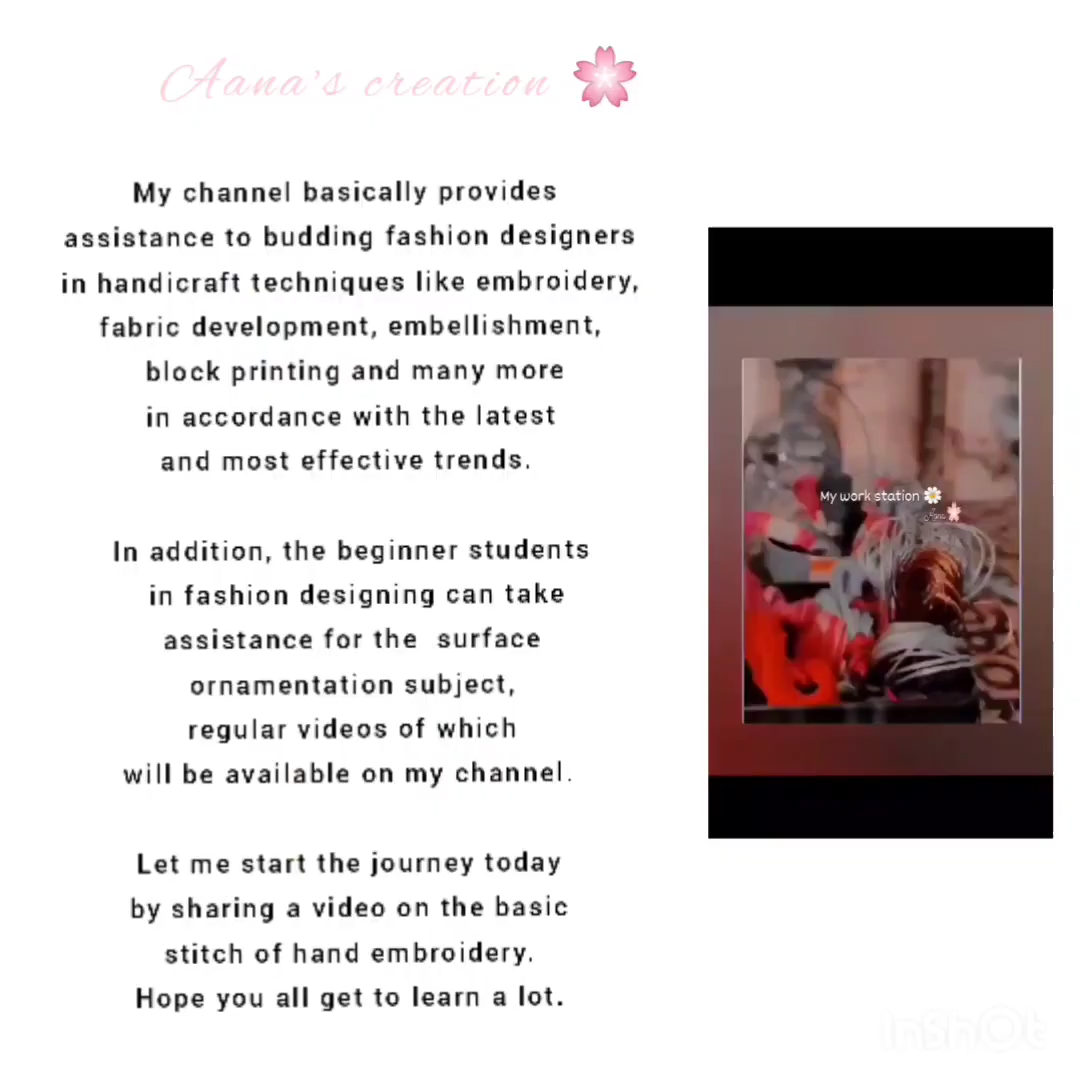 Aana's creation 🌸
My channel basically provides
assistance to budding fashion designers
in handicraft techniques like embroidery,
fabric development, embellishment,
block printing and many more
in accordance with the latest
and most effective trends.
In addition, the beginner students
in fashion designing can take
assistance for the surface
ornamentation subject,
regular videos of which
will be available on my channel.
Let me start the journey today
by sharing a video on the basic
stitch of hand embroidery.
Hope you all get to learn a lot.
My work station 🌼
Aana 🌸
InShOt